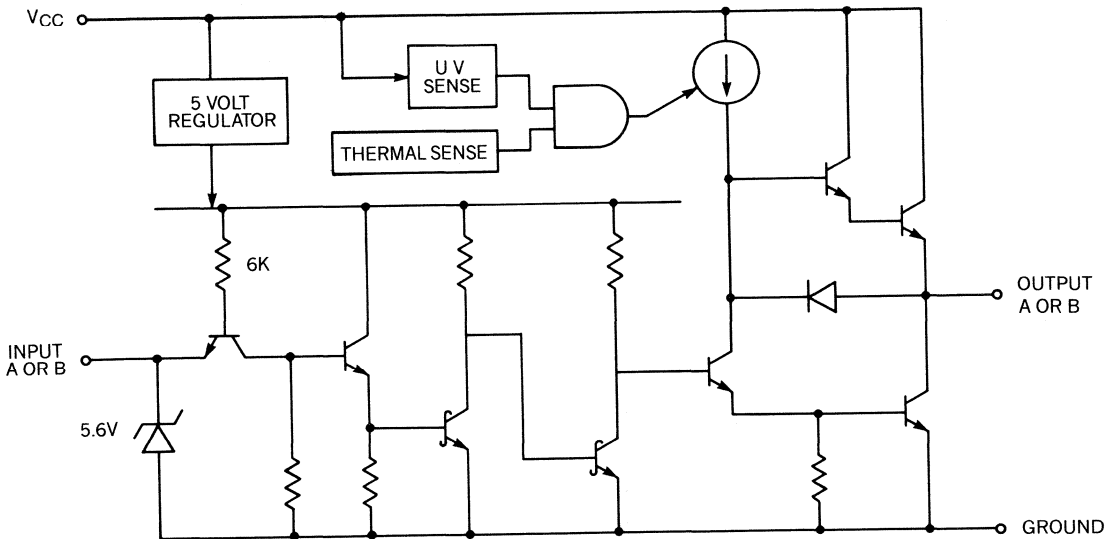 VCC
5 VOLT
REGULATOR
U V
SENSE
THERMAL SENSE
6K
INPUT
A OR B
5.6V
OUTPUT
A OR B
GROUND